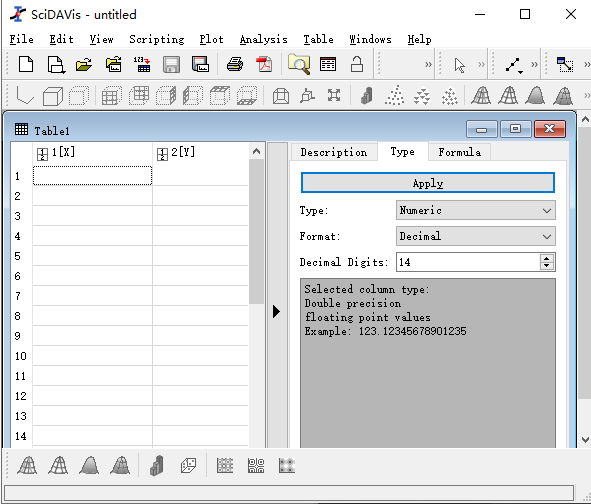 SciDAVis - untitled
File Edit View Scripting Plot Analysis Table Windows Help
123
»
»
»
»
Table1
1[X] 2[Y]
Description Type Formula
1
Apply
2
3
Type: Numeric
4
Format: Decimal
5
Decimal Digits: 14
6
Selected column type:
7
Double precision
8
floating point values
Example: 123.12345678901235
9
10
11
12
13
14